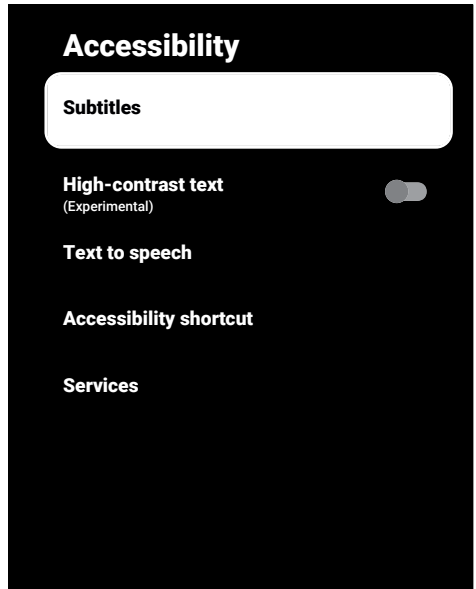 Accessibility
Subtitles
High-contrast text
(Experimental)
Text to speech
Accessibility shortcut
Services